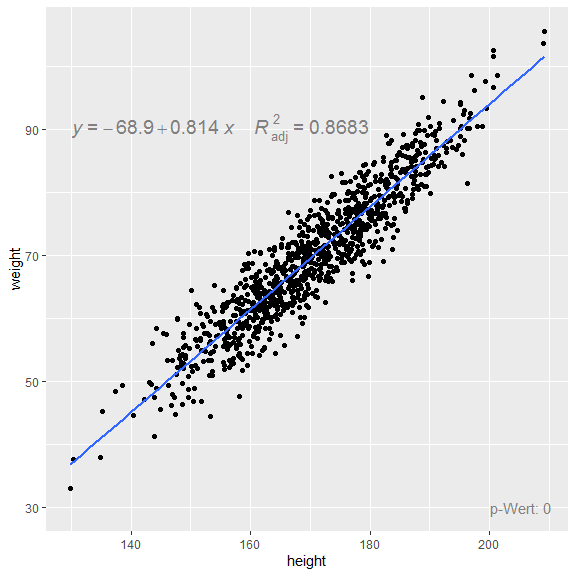 y = −68.9 + 0.814 x R²adj = 0.8683
90
70
50
30
weight
p-Wert: 0
140 160 180 200
height